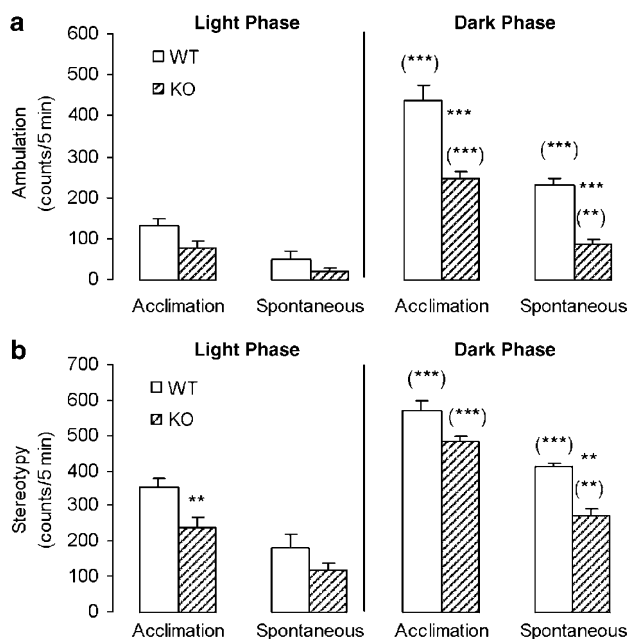 a
Light Phase Dark Phase
600
500
400
300
200
100
0
Ambulation
(counts/5 min)
WT
KO
(***)
***
(***)
(***)
***
(**)
Acclimation Spontaneous Acclimation Spontaneous
b
Light Phase Dark Phase
700
600
500
400
300
200
100
0
Stereotypy
(counts/5 min)
WT
KO
**
(***)
(***)
(***)
**
(**)
Acclimation Spontaneous Acclimation Spontaneous